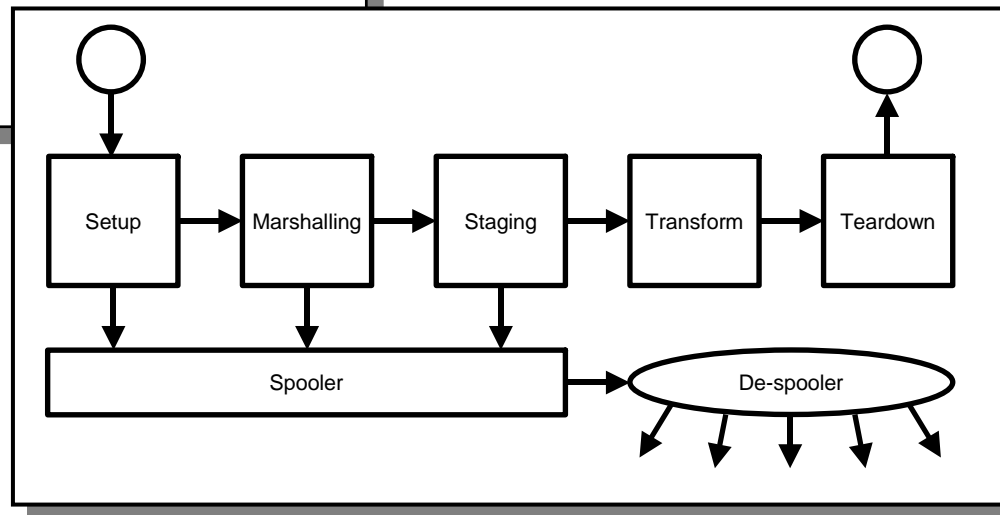 Setup
Marshalling
Staging
Transform
Teardown
Spooler
De-spooler